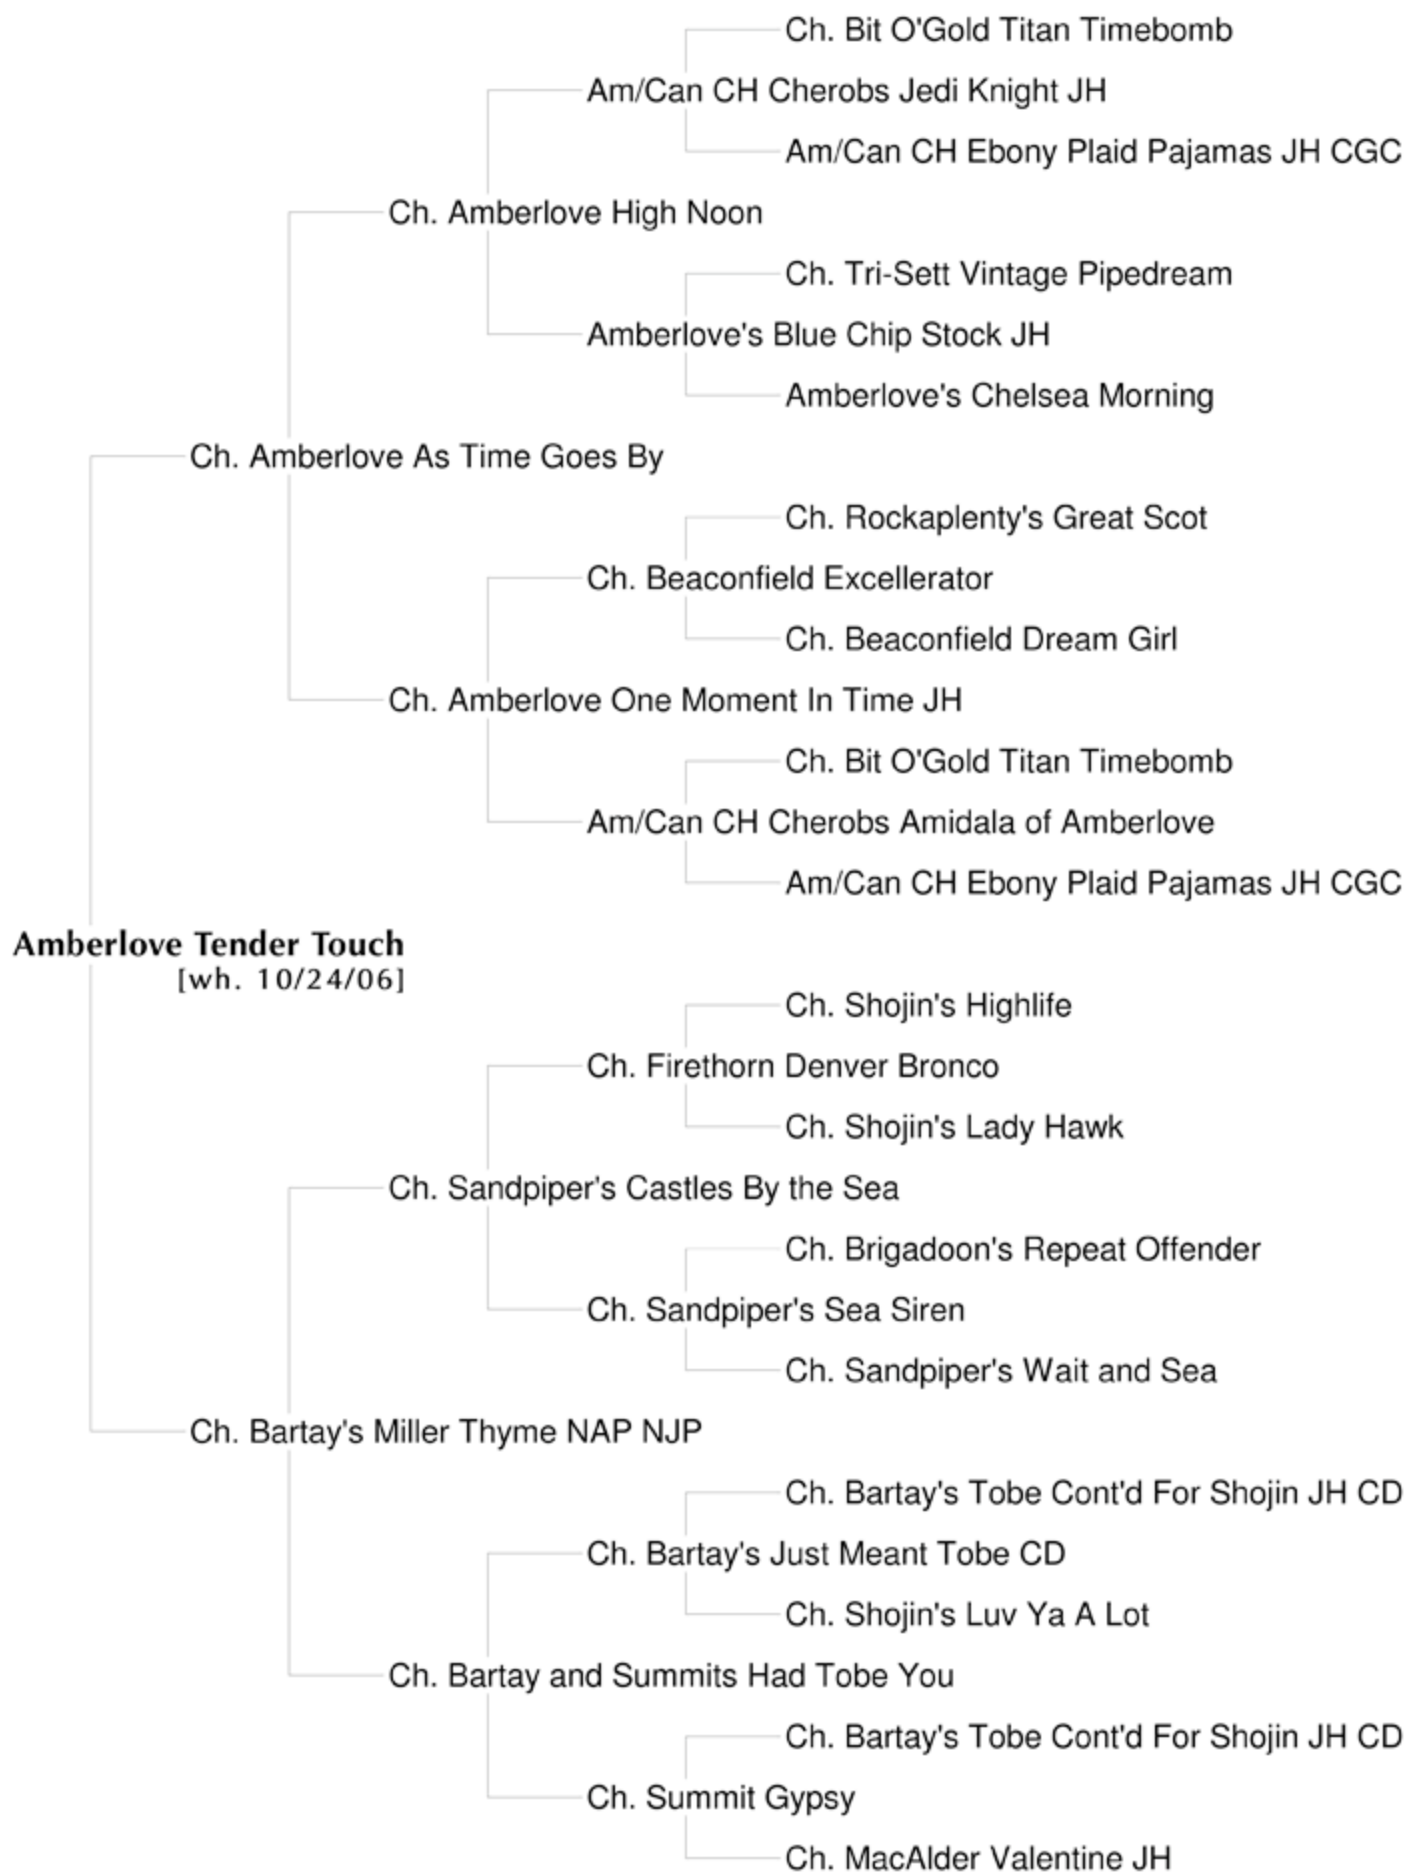 Ch. Bit O'Gold Titan Timebomb
Am/Can CH Cherobs Jedi Knight JH
Am/Can CH Ebony Plaid Pajamas JH CGC
Ch. Amberlove High Noon
Ch. Tri-Sett Vintage Pipedream
Amberlove's Blue Chip Stock JH
Amberlove's Chelsea Morning
Ch. Amberlove As Time Goes By
Ch. Rockaplenty's Great Scot
Ch. Beaconfield Excellerator
Ch. Beaconfield Dream Girl
Ch. Amberlove One Moment In Time JH
Ch. Bit O'Gold Titan Timebomb
Am/Can CH Cherobs Amidala of Amberlove
Am/Can CH Ebony Plaid Pajamas JH CGC
Amberlove Tender Touch
[wh. 10/24/06]
Ch. Shojin's Highlife
Ch. Firethorn Denver Bronco
Ch. Shojin's Lady Hawk
Ch. Sandpiper's Castles By the Sea
Ch. Brigadoon's Repeat Offender
Ch. Sandpiper's Sea Siren
Ch. Sandpiper's Wait and Sea
Ch. Bartay's Miller Thyme NAP NJP
Ch. Bartay's Tobe Cont'd For Shojin JH CD
Ch. Bartay's Just Meant Tobe CD
Ch. Shojin's Luv Ya A Lot
Ch. Bartay and Summits Had Tobe You
Ch. Bartay's Tobe Cont'd For Shojin JH CD
Ch. Summit Gypsy
Ch. MacAlder Valentine JH